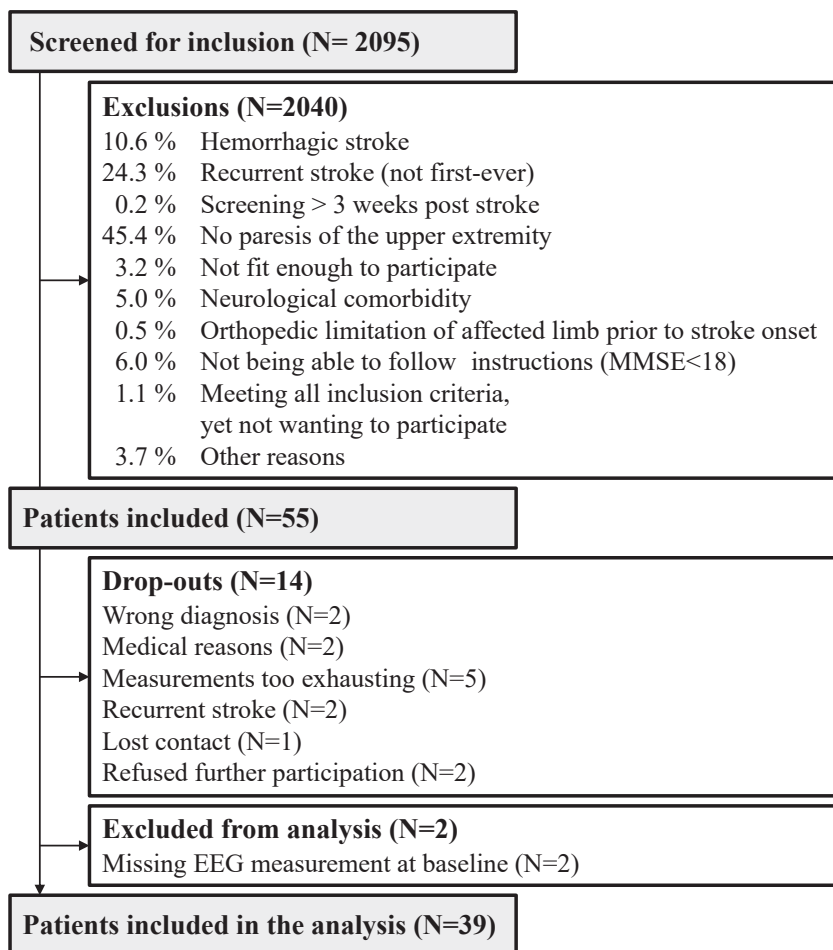 Screened for inclusion (N= 2095)
Exclusions (N=2040)
10.6 % Hemorrhagic stroke
24.3 % Recurrent stroke (not first-ever)
0.2 % Screening > 3 weeks post stroke
45.4 % No paresis of the upper extremity
3.2 % Not fit enough to participate
5.0 % Neurological comorbidity
0.5 % Orthopedic limitation of affected limb prior to stroke onset
6.0 % Not being able to follow instructions (MMSE<18)
1.1 % Meeting all inclusion criteria,
yet not wanting to participate
3.7 % Other reasons
Patients included (N=55)
Drop-outs (N=14)
Wrong diagnosis (N=2)
Medical reasons (N=2)
Measurements too exhausting (N=5)
Recurrent stroke (N=2)
Lost contact (N=1)
Refused further participation (N=2)
Excluded from analysis (N=2)
Missing EEG measurement at baseline (N=2)
Patients included in the analysis (N=39)